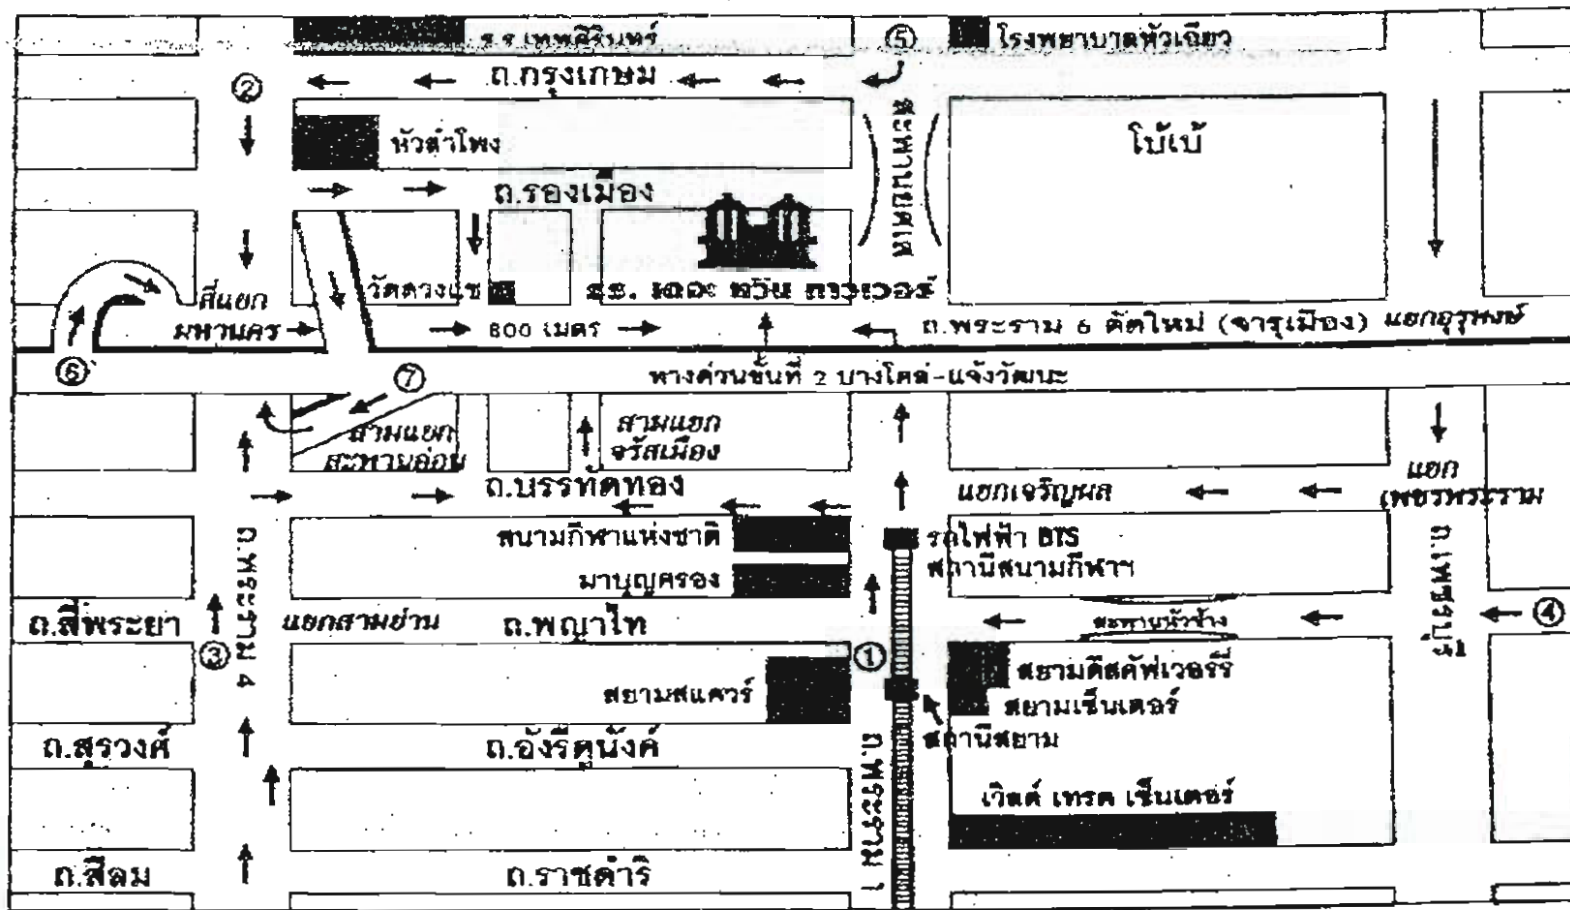 ร.ร.เทพศิรินทร์
⑤
โรงพยาบาลหัวเฉียว
②
ถ.กรุงเกษม
สะพานยศเส
หัวลำโพง
โบ๊เบ๊
ถ.รองเมือง
สี่แยก
มหานคร
วัดดวงแข
รร. เดอะ ทวิน ทาวเวอร์
800 เมตร
ถ.พระราม 6 ตัดใหม่ (จารุเมือง)
แยกอุรุพงษ์
⑥
⑦
ทางด่วนขั้นที่ 2 บางโคล่-แจ้งวัฒนะ
สามแยก
สะพานอ่อน
สามแยก
จรัสเมือง
ถ.บรรทัดทอง
แยกเจริญผล
แยก
เพชรพระราม
สนามกีฬาแห่งชาติ
รถไฟฟ้า BTS
สถานีสนามกีฬาฯ
มาบุญครอง
ถ.พระราม 4
ถ.เพชรบุรี
ถ.สี่พระยา
แยกสามย่าน
ถ.พญาไท
สะพานหัวช้าง
④
③
①
สยามสแควร์
สยามดิสคัฟเวอร์รี่
สยามเซ็นเตอร์
สถานีสยาม
ถ.สุรวงศ์
ถ.อังรีดูนังต์
ถ.พระราม 1
เวิลด์ เทรด เซ็นเตอร์
ถ.สีลม
ถ.ราชดำริ